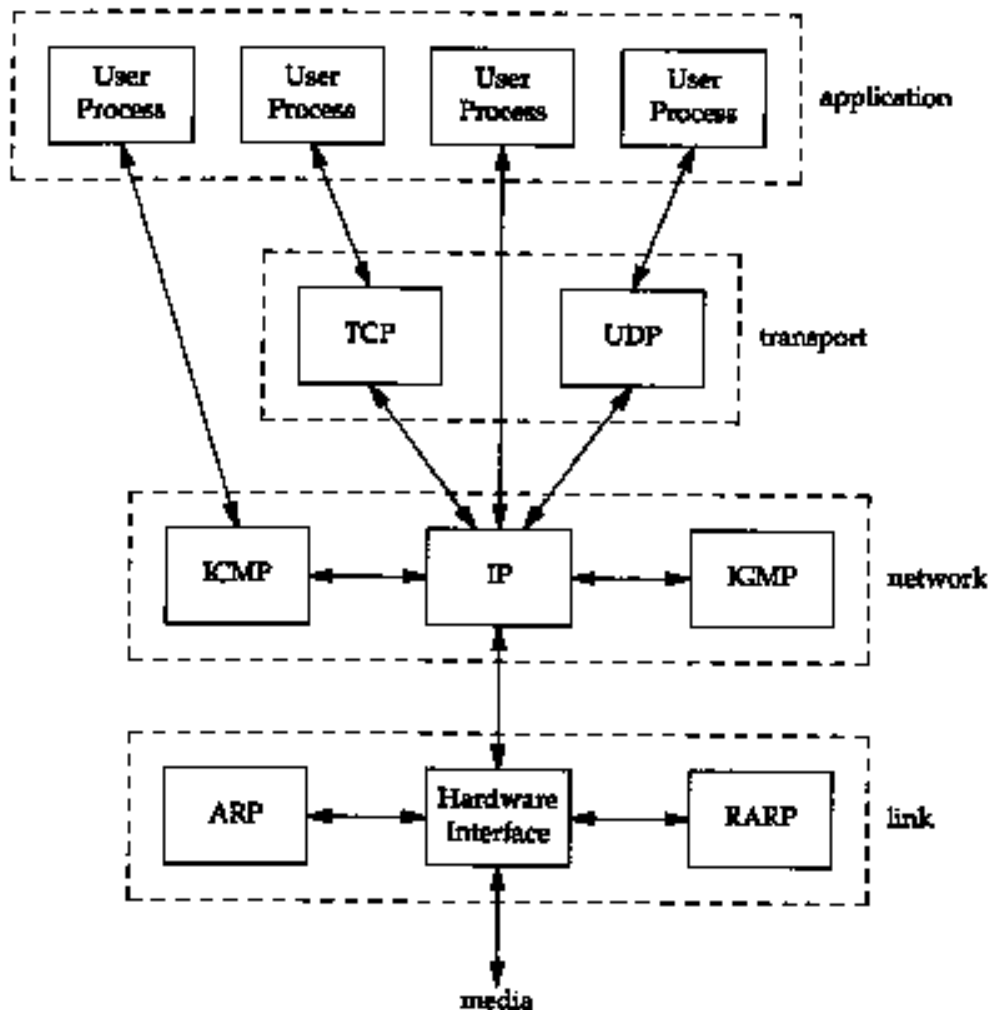 User
Process
User
Process
User
Process
User
Process
application
TCP
UDP
transport
ICMP
IP
IGMP
network
ARP
Hardware
Interface
RARP
link
media